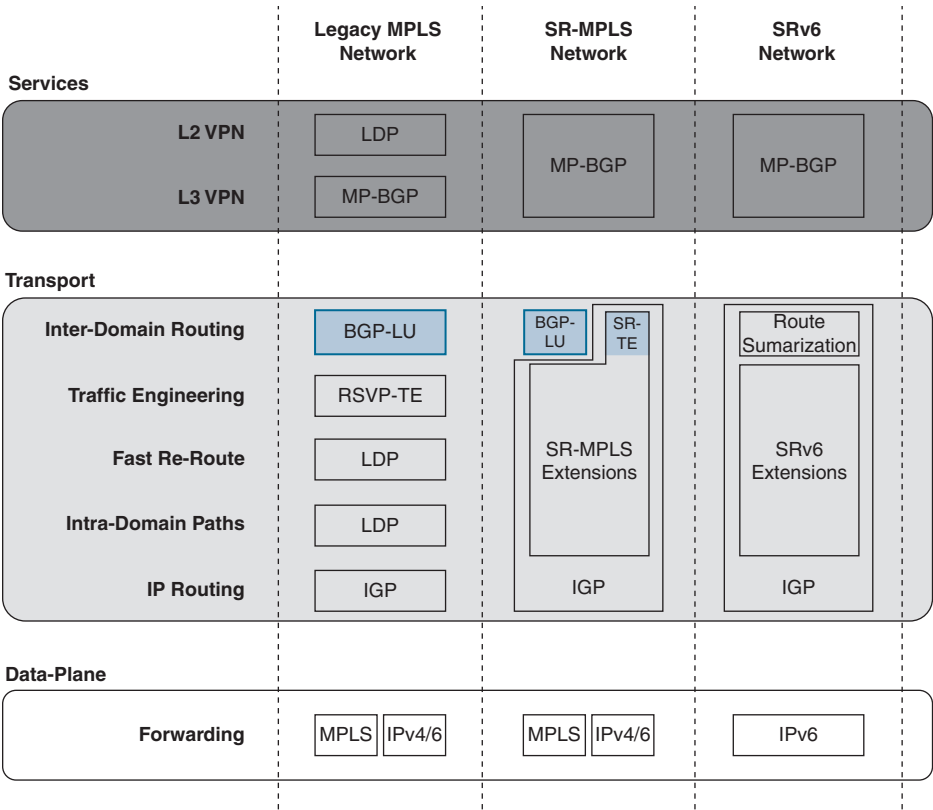 Legacy MPLS
Network
SR-MPLS
Network
SRv6
Network
Services
L2 VPN
LDP
MP-BGP
MP-BGP
L3 VPN
MP-BGP
Transport
Inter-Domain Routing
BGP-LU
BGP-
LU
SR-
TE
Route
Sumarization
Traffic Engineering
RSVP-TE
Fast Re-Route
LDP
SR-MPLS
Extensions
SRv6
Extensions
Intra-Domain Paths
LDP
IP Routing
IGP
IGP
IGP
Data-Plane
Forwarding
MPLS
IPv4/6
MPLS
IPv4/6
IPv6